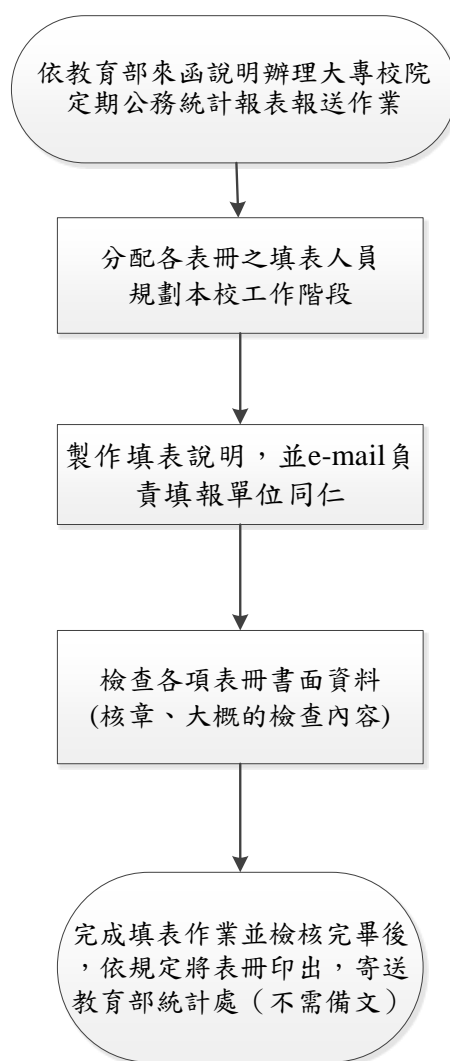 依教育部來函說明辦理大專校院
定期公務統計報表報送作業
分配各表冊之填表人員
規劃本校工作階段
製作填表說明，並e-mail負
責填報單位同仁
檢查各項表冊書面資料
(核章、大概的檢查內容)
完成填表作業並檢核完畢後
，依規定將表冊印出，寄送
教育部統計處（不需備文）